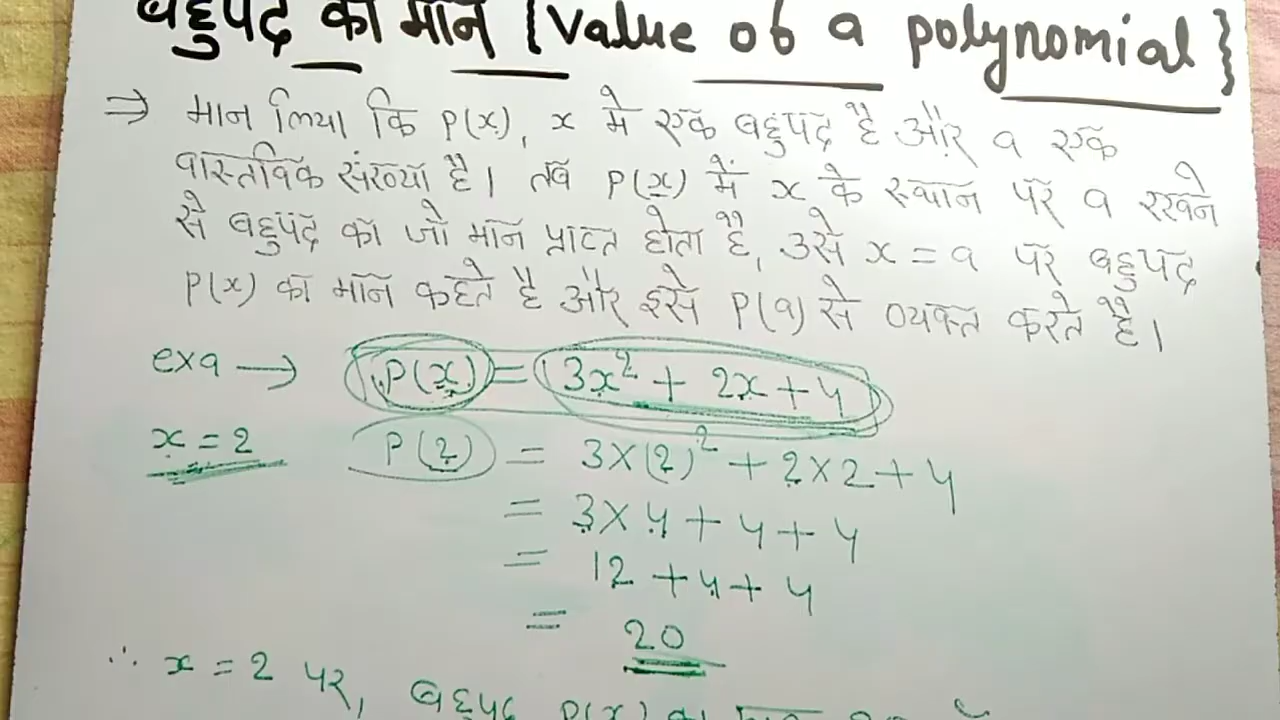 बहुपद का मान {Value of a polynomial}
⇒ मान लिया कि P(x), x मे एक बहुपद है और a एक
वास्तविक संख्या है। तब P(x) में x के स्थान पर a रखने
से बहुपद का जो मान प्राप्त होता है, उसे x = a पर बहुपद
P(x) का मान कहते है और इसे P(a) से व्यक्त करते है।
exa → P(x) = 3x² + 2x + 4
x = 2 P(2) = 3×(2)² + 2×2 + 4
= 3×4 + 4 + 4
= 12 + 4 + 4
= 20
∴ x = 2 पर, बहुपद P(x) का